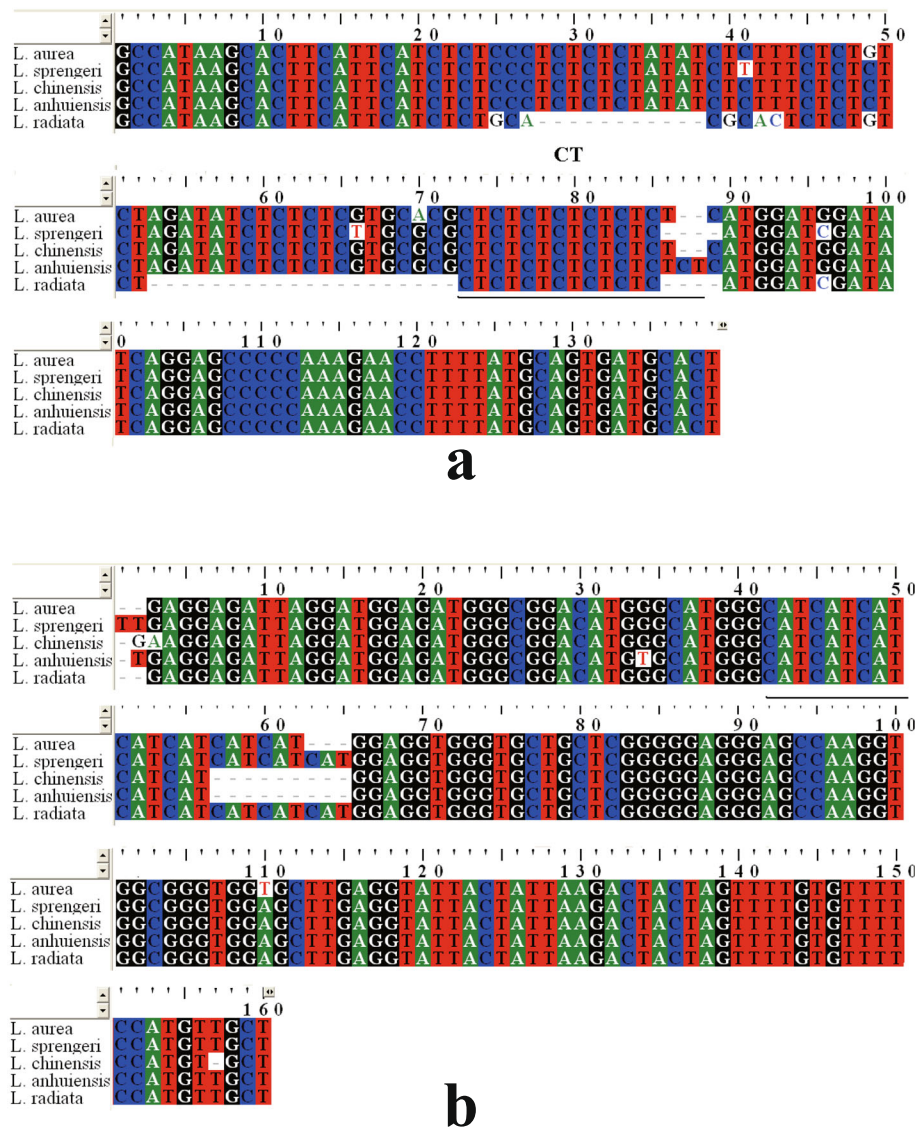 10 20 30 40 50
L. aurea GCCATAAGCACTTCATTCATCTCTCCCTCTCTCTATATCTCTTTCTCTGT
L. sprengeri GCCATAAGCACTTCATTCATCTCTCCCTCTCTCTATATCTTTTTCTCTCT
L. chinensis GCCATAAGCACTTCATTCATCTCTCCCTCTCTCTATATCTCTTTCTCTCT
L. anhuiensis GCCATAAGCACTTCATTCATCTCTCCCTCTCTCTATATCTCTTTCTCTCT
L. radiata GCCATAAGCACTTCATTCATCTCTGCA-----------CGCACTCTCTGT
CT
60 70 80 90 100
L. aurea CTAGATATCTCTCTCGTGCACGCTCTCTCTCTCTCT--CATGGATGGATA
L. sprengeri CTAGATATCTCTCTCTTGCGCGCTCTCTCTCTCTC----ATGGATCGATA
L. chinensis CTAGATATCTCTCTCGTGCGCGCTCTCTCTCTCTCT--CATGGATGGATA
L. anhuiensis CTAGATATCTCTCTCGTGCGCGCTCTCTCTCTCTCTCTCATGGATGGATA
L. radiata CT--------------------CTCTCTCTCTCTC----ATGGATCGATA
0 110 120 130
L. aurea TCAGGAGCCCCCAAAGAACCTTTTATGCAGTGATGCACT
L. sprengeri TCAGGAGCCCCCAAAGAACCTTTTATGCAGTGATGCACT
L. chinensis TCAGGAGCCCCCAAAGAACCTTTTATGCAGTGATGCACT
L. anhuiensis TCAGGAGCCCCCAAAGAACCTTTTATGCAGTGATGCACT
L. radiata TCAGGAGCCCCCAAAGAACCTTTTATGCAGTGATGCACT
a
10 20 30 40 50
L. aurea --GAGGAGATTAGGATGGAGATGGGCGGACATGGGCATGGGCATCATCAT
L. sprengeri TTGAGGAGATTAGGATGGAGATGGGCGGACATGGGCATGGGCATCATCAT
L. chinensis -GAAGGAGATTAGGATGGAGATGGGCGGACATGGGCATGGGCATCATCAT
L. anhuiensis -TGAGGAGATTAGGATGGAGATGGGCGGACATGTGCATGGGCATCATCAT
L. radiata --GAGGAGATTAGGATGGAGATGGGCGGACATGGGCATGGGCATCATCAT
60 70 80 90 100
L. aurea CATCATCATCAT---GGAGGTGGGTGCTGCTCGGGGGAGGGAGCCAAGGT
L. sprengeri CATCATCATCATCATGGAGGTGGGTGCTGCTCGGGGGAGGGAGCCAAGGT
L. chinensis CATCAT---------GGAGGTGGGTGCTGCTCGGGGGAGGGAGCCAAGGT
L. anhuiensis CATCAT---------GGAGGTGGGTGCTGCTCGGGGGAGGGAGCCAAGGT
L. radiata CATCATCATCATCATGGAGGTGGGTGCTGCTCGGGGGAGGGAGCCAAGGT
110 120 130 140 150
L. aurea GGCGGGTGGTGCTTGAGGTATTACTATTAAGACTACTAGTTTTGTGTTTT
L. sprengeri GGCGGGTGGAGCTTGAGGTATTACTATTAAGACTACTAGTTTTGTGTTTT
L. chinensis GGCGGGTGGAGCTTGAGGTATTACTATTAAGACTACTAGTTTTGTGTTTT
L. anhuiensis GGCGGGTGGAGCTTGAGGTATTACTATTAAGACTACTAGTTTTGTGTTTT
L. radiata GGCGGGTGGAGCTTGAGGTATTACTATTAAGACTACTAGTTTTGTGTTTT
160
L. aurea CCATGTTGCT
L. sprengeri CCATGTTGCT
L. chinensis CCATGT-GCT
L. anhuiensis CCATGTTGCT
L. radiata CCATGTTGCT
b